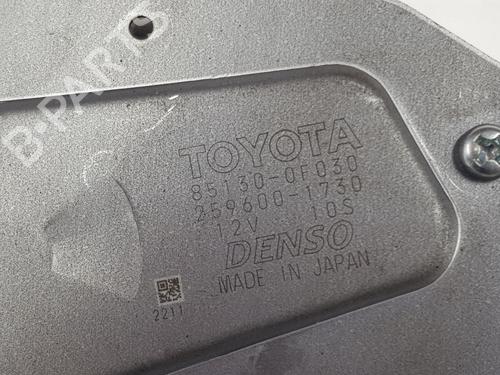 B-PARTS
TOYOTA
85130-0F030
259600-1730
12V 10S
DENSO
MADE IN JAPAN
2211